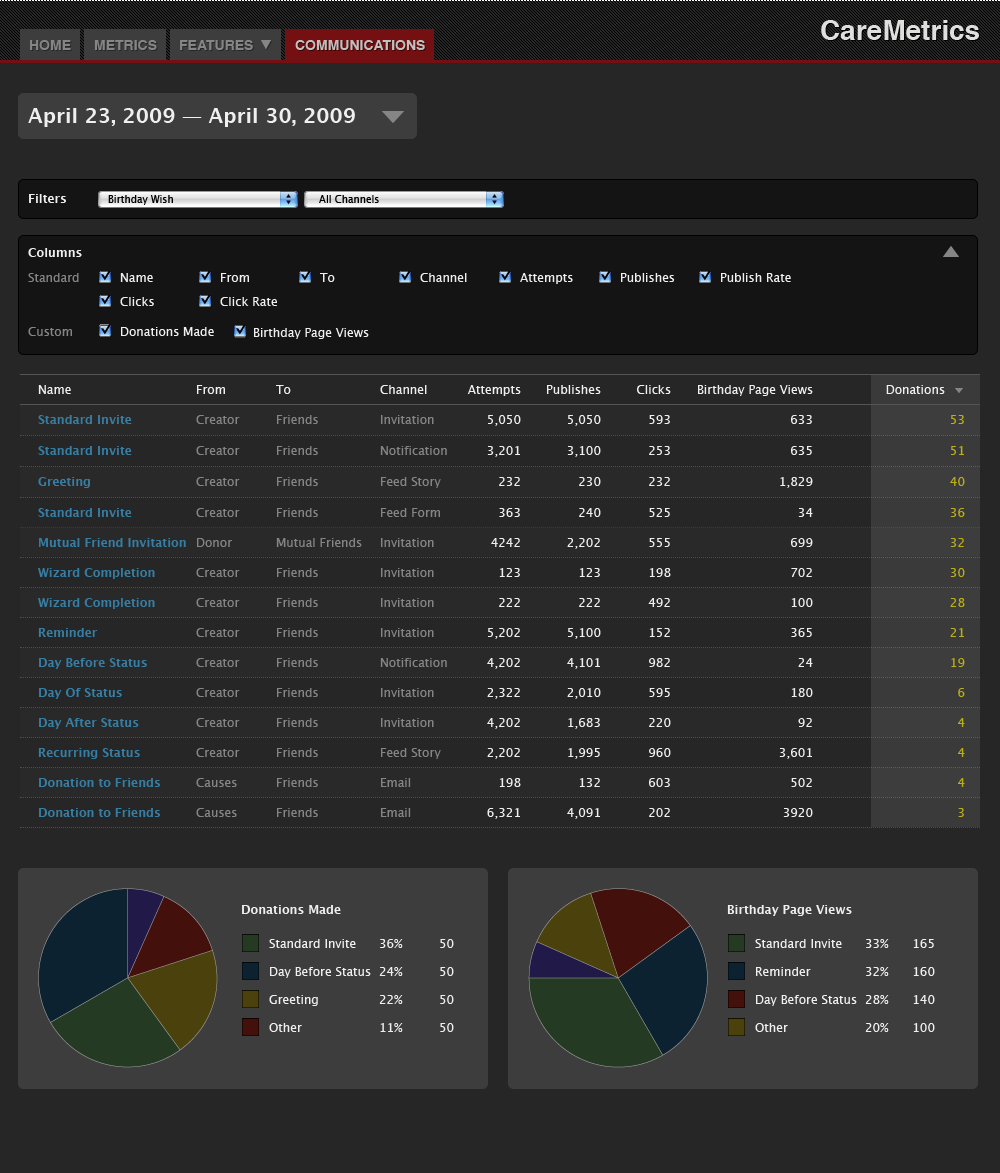 CareMetrics
HOME METRICS FEATURES ▼ COMMUNICATIONS
April 23, 2009 — April 30, 2009
Filters Birthday Wish All Channels
Columns
Standard Name From To Channel Attempts Publishes Publish Rate
Clicks Click Rate
Custom Donations Made Birthday Page Views
Name From To Channel Attempts Publishes Clicks Birthday Page Views Donations
Standard Invite Creator Friends Invitation 5,050 5,050 593 633 53
Standard Invite Creator Friends Notification 3,201 3,100 253 635 51
Greeting Creator Friends Feed Story 232 230 232 1,829 40
Standard Invite Creator Friends Feed Form 363 240 525 34 36
Mutual Friend Invitation Donor Mutual Friends Invitation 4242 2,202 555 699 32
Wizard Completion Creator Friends Invitation 123 123 198 702 30
Wizard Completion Creator Friends Invitation 222 222 492 100 28
Reminder Creator Friends Invitation 5,202 5,100 152 365 21
Day Before Status Creator Friends Notification 4,202 4,101 982 24 19
Day Of Status Creator Friends Invitation 2,322 2,010 595 180 6
Day After Status Creator Friends Invitation 4,202 1,683 220 92 4
Recurring Status Creator Friends Feed Story 2,202 1,995 960 3,601 4
Donation to Friends Causes Friends Email 198 132 603 502 4
Donation to Friends Causes Friends Email 6,321 4,091 202 3920 3
Donations Made
Standard Invite 36% 50
Day Before Status 24% 50
Greeting 22% 50
Other 11% 50
Birthday Page Views
Standard Invite 33% 165
Reminder 32% 160
Day Before Status 28% 140
Other 20% 100